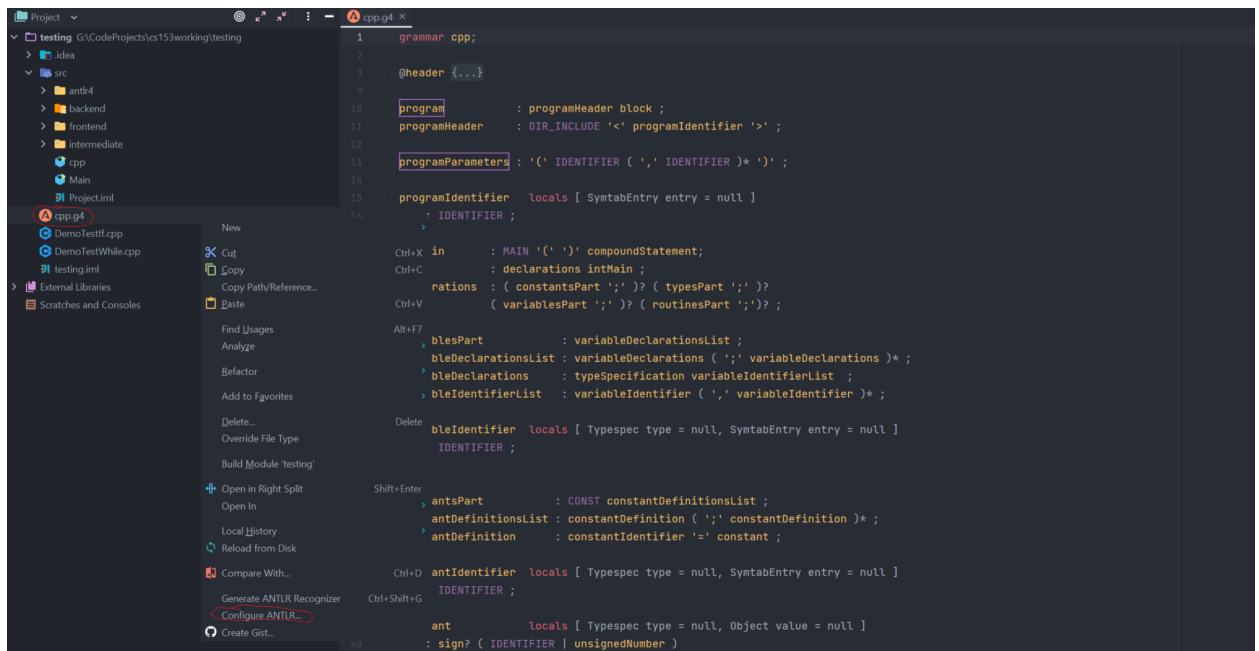 Project
cpp.g4
testing G:\CodeProjects\cs153working\testing
.idea
src
antlr4
backend
frontend
intermediate
cpp
Main
Project.iml
cpp.g4
DemoTestIf.cpp
DemoTestWhile.cpp
testing.iml
External Libraries
Scratches and Consoles
New
Cut Ctrl+X
Copy Ctrl+C
Copy Path/Reference...
Paste Ctrl+V
Find Usages Alt+F7
Analyze
Refactor
Add to Favorites
Delete... Delete
Override File Type
Build Module 'testing'
Open in Right Split Shift+Enter
Open In
Local History
Reload from Disk
Compare With... Ctrl+D
Generate ANTLR Recognizer Ctrl+Shift+G
Configure ANTLR...
Create Gist...
1 grammar cpp;
2
3 @header {...}
9
10 program : programHeader block ;
11 programHeader : DIR_INCLUDE '<' programIdentifier '>' ;
12
13 programParameters : '(' IDENTIFIER ( ',' IDENTIFIER )* ')' ;
14
15 programIdentifier locals [ SymtabEntry entry = null ]
16 : IDENTIFIER ;
in : MAIN '(' ')' compoundStatement;
: declarations intMain ;
rations : ( constantsPart ';' )? ( typesPart ';' )?
( variablesPart ';' )? ( routinesPart ';')? ;
blesPart : variableDeclarationsList ;
bleDeclarationsList : variableDeclarations ( ';' variableDeclarations )* ;
bleDeclarations : typeSpecification variableIdentifierList ;
bleIdentifierList : variableIdentifier ( ',' variableIdentifier )* ;
bleIdentifier locals [ Typespec type = null, SymtabEntry entry = null ]
IDENTIFIER ;
antsPart : CONST constantDefinitionsList ;
antDefinitionsList : constantDefinition ( ';' constantDefinition )* ;
antDefinition : constantIdentifier '=' constant ;
antIdentifier locals [ Typespec type = null, SymtabEntry entry = null ]
IDENTIFIER ;
ant locals [ Typespec type = null, Object value = null ]
40 : sign? ( IDENTIFIER | unsignedNumber )